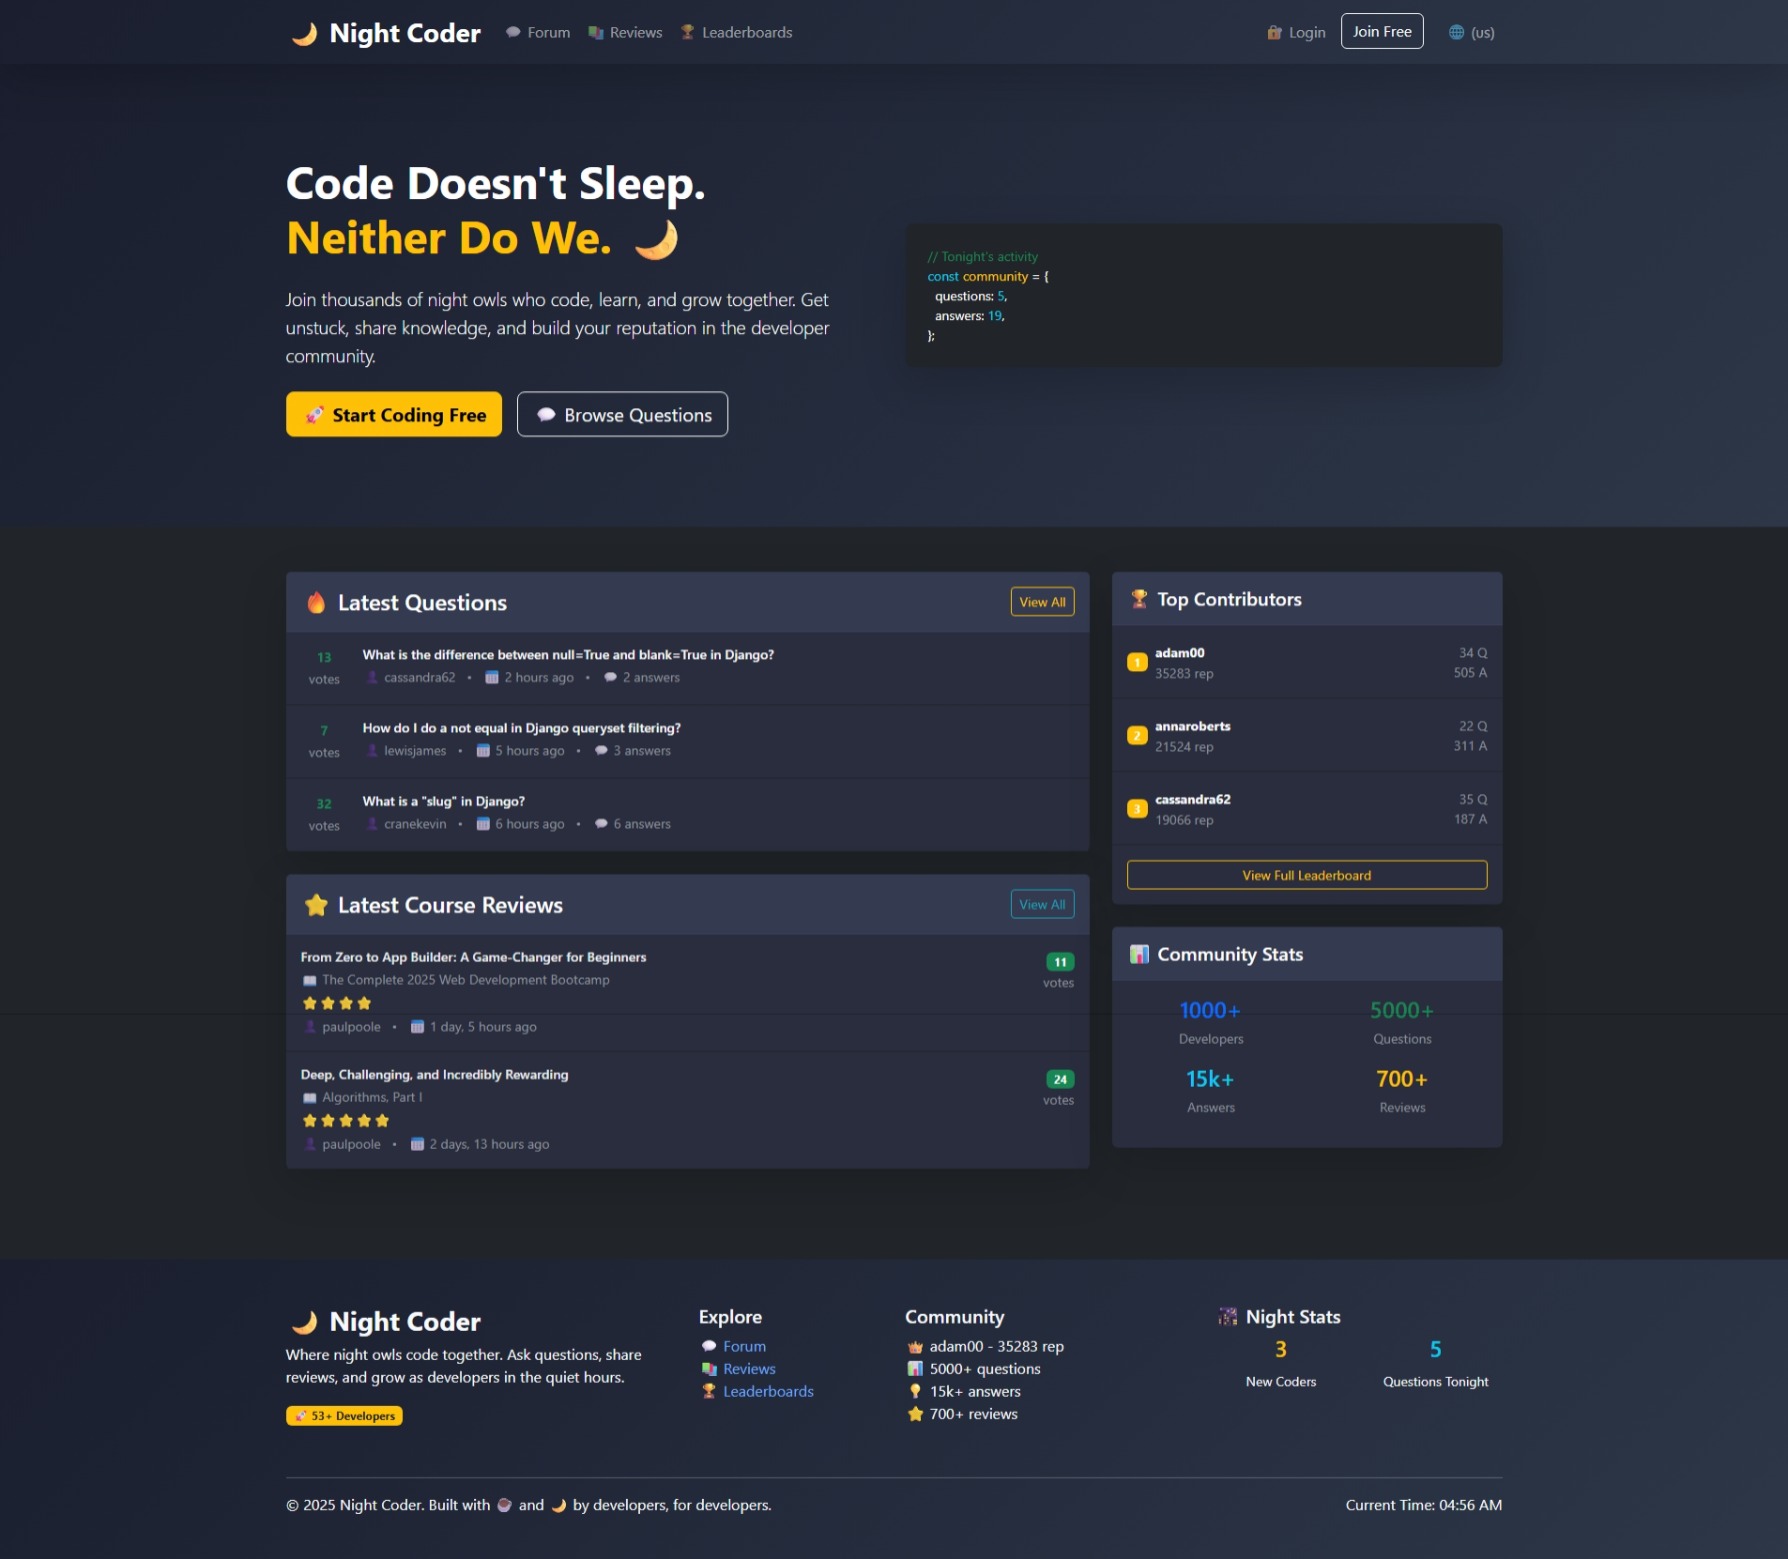 🌙 Night Coder 💬 Forum 📚 Reviews 🏆 Leaderboards 🔐 Login Join Free 🌐 (us)
Code Doesn't Sleep.
Neither Do We. 🌙
Join thousands of night owls who code, learn, and grow together. Get
unstuck, share knowledge, and build your reputation in the developer
community.
🚀 Start Coding Free 💬 Browse Questions
// Tonight's activity
const community = {
questions: 5,
answers: 19,
};
🔥 Latest Questions View All
13 votes
What is the difference between null=True and blank=True in Django?
👤 cassandra62 • 📅 2 hours ago • 💬 2 answers
7 votes
How do I do a not equal in Django queryset filtering?
👤 lewisjames • 📅 5 hours ago • 💬 3 answers
32 votes
What is a "slug" in Django?
👤 cranekevin • 📅 6 hours ago • 💬 6 answers
⭐ Latest Course Reviews View All
From Zero to App Builder: A Game-Changer for Beginners
📖 The Complete 2025 Web Development Bootcamp
⭐⭐⭐⭐
👤 paulpoole • 📅 1 day, 5 hours ago
11
votes
Deep, Challenging, and Incredibly Rewarding
📖 Algorithms, Part I
⭐⭐⭐⭐⭐
👤 paulpoole • 📅 2 days, 13 hours ago
24
votes
🏆 Top Contributors
1 adam00 34 Q
35283 rep 505 A
2 annaroberts 22 Q
21524 rep 311 A
3 cassandra62 35 Q
19066 rep 187 A
View Full Leaderboard
📊 Community Stats
1000+ 5000+
Developers Questions
15k+ 700+
Answers Reviews
🌙 Night Coder
Where night owls code together. Ask questions, share
reviews, and grow as developers in the quiet hours.
🚀 53+ Developers
Explore
💬 Forum
📚 Reviews
🏆 Leaderboards
Community
👑 adam00 - 35283 rep
📊 5000+ questions
💡 15k+ answers
⭐ 700+ reviews
🌃 Night Stats
3 5
New Coders Questions Tonight
© 2025 Night Coder. Built with ☕ and 🌙 by developers, for developers. Current Time: 04:56 AM